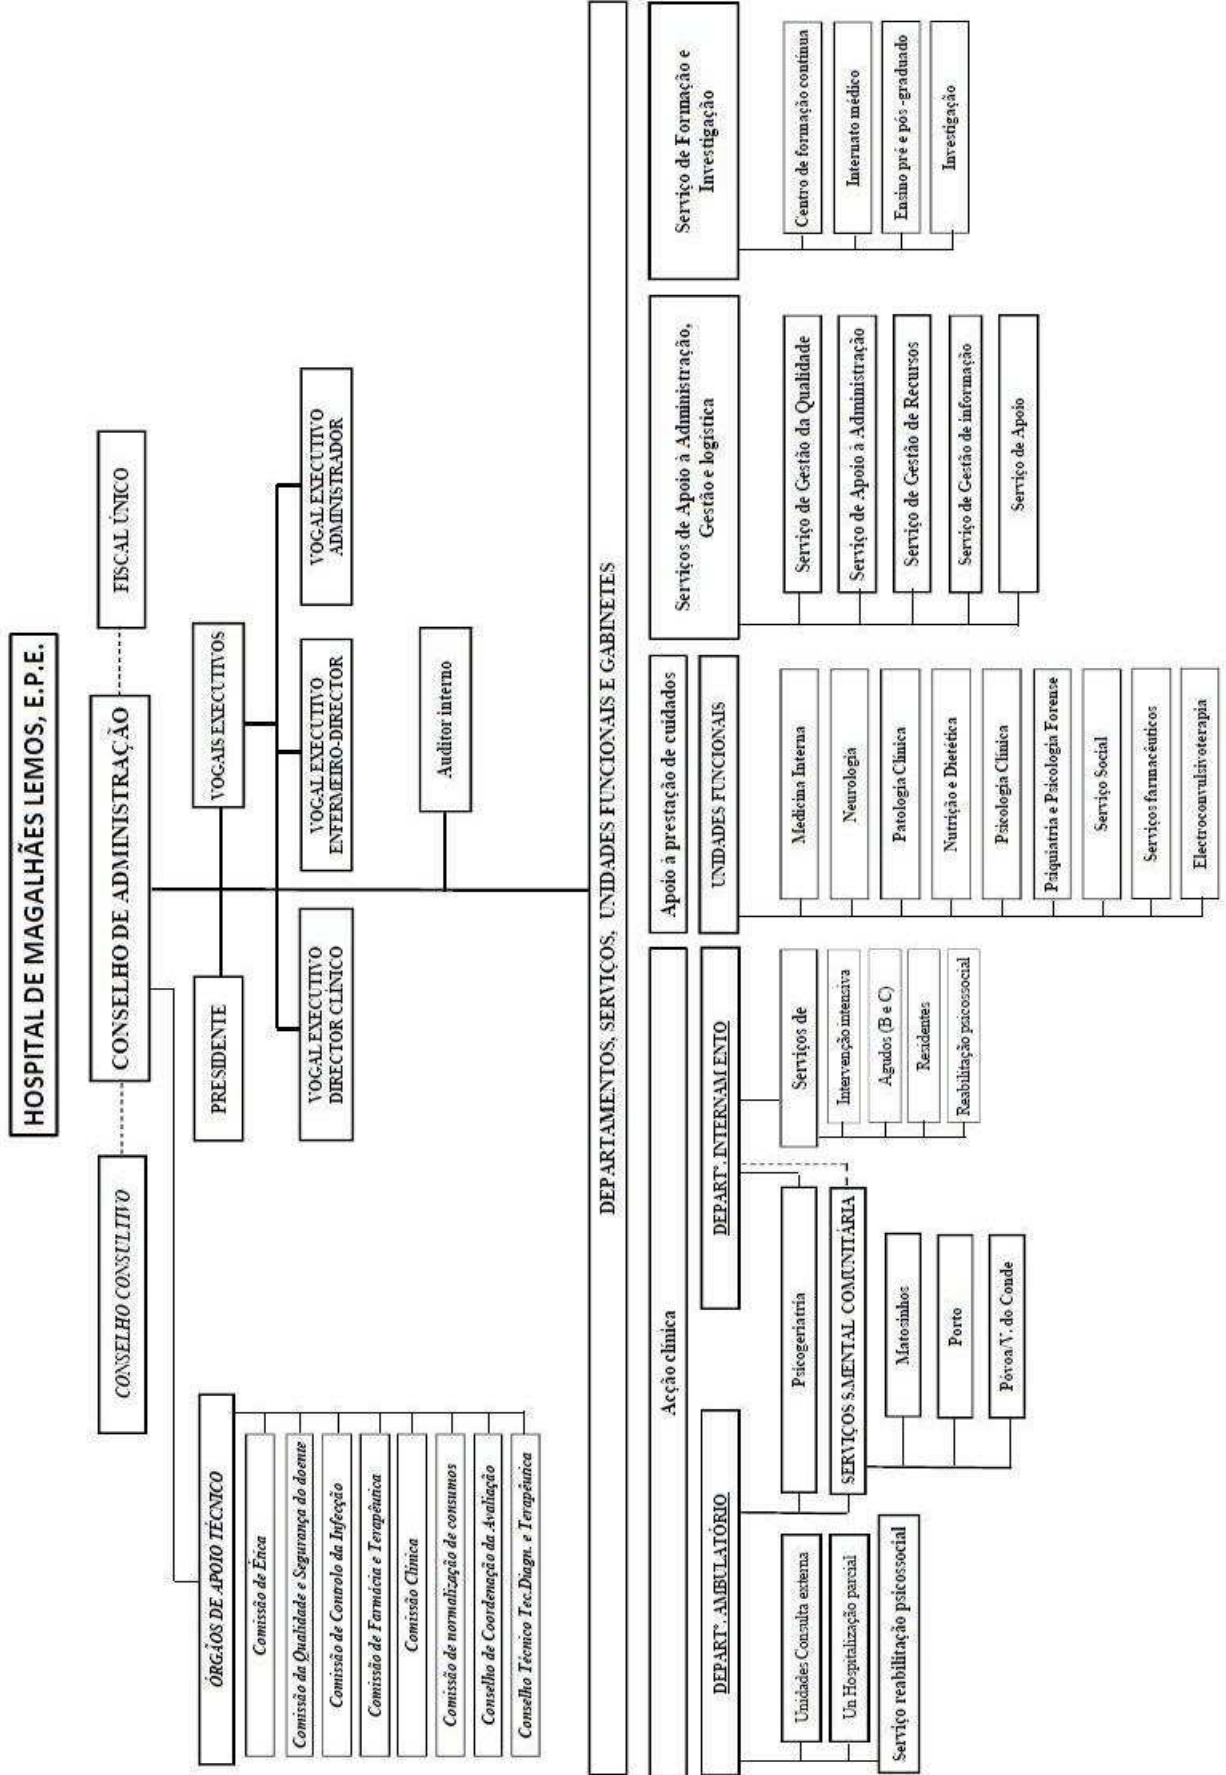 HOSPITAL DE MAGALHÃES LEMOS, E.P.E.
CONSELHO CONSULTIVO
CONSELHO DE ADMINISTRAÇÃO
FISCAL ÚNICO
PRESIDENTE
VOGAIS EXECUTIVOS
VOGAL EXECUTIVO
DIRECTOR CLÍNICO
VOGAL EXECUTIVO
ENFERMEIRO-DIRECTOR
VOGAL EXECUTIVO
ADMINISTRADOR
Auditor interno
ÓRGÃOS DE APOIO TÉCNICO
Comissão de Ética
Comissão da Qualidade e Segurança do doente
Comissão de Controlo da Infecção
Comissão de Farmácia e Terapêutica
Comissão Clínica
Comissão de normalização de consumos
Conselho de Coordenação da Avaliação
Conselho Técnico Tec.Diagn. e Terapêutica
DEPARTAMENTOS, SERVIÇOS, UNIDADES FUNCIONAIS E GABINETES
Acção clínica
DEPARTº. AMBULATÓRIO
Unidades Consulta externa
Un Hospitalização parcial
Serviço reabilitação psicossocial
Psicogeriatria
SERVIÇOS S.MENTAL COMUNITÁRIA
Matosinhos
Porto
Póvoa/V. do Conde
DEPARTº. INTERNAMENTO
Serviços de
Intervenção intensiva
Agudos (B e C)
Residentes
Reabilitação psicossocial
Apoio à prestação de cuidados
UNIDADES FUNCIONAIS
Medicina Interna
Neurologia
Patologia Clínica
Nutrição e Dietética
Psicologia Clínica
Psiquiatria e Psicologia Forense
Serviço Social
Serviços farmacêuticos
Electroconvulsivoterapia
Serviços de Apoio à Administração,
Gestão e logística
Serviço de Gestão da Qualidade
Serviço de Apoio à Administração
Serviço de Gestão de Recursos
Serviço de Gestão de informação
Serviço de Apoio
Serviço de Formação e
Investigação
Centro de formação contínua
Internato médico
Ensino pré e pós -graduado
Investigação